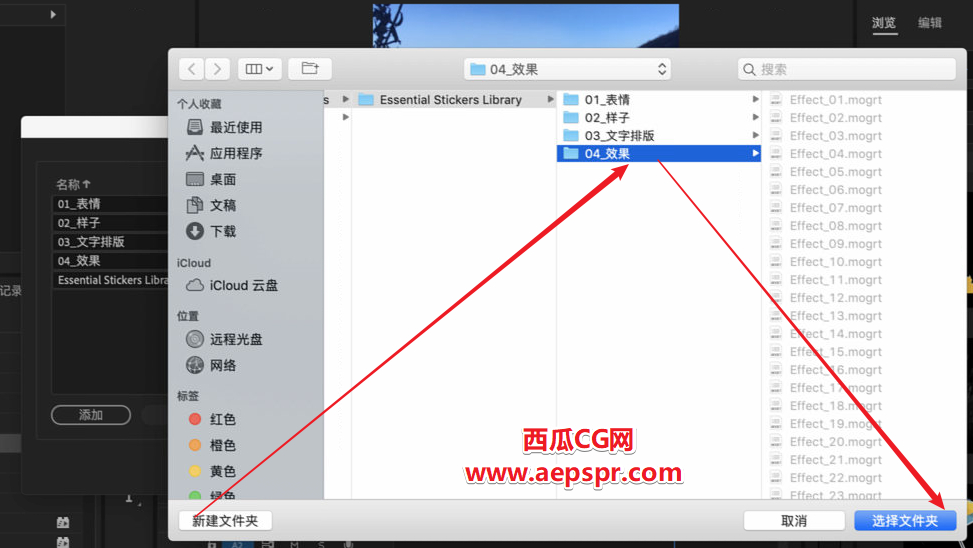 浏览
编辑
04_效果
搜索
名称↑
01_表情
02_样子
03_文字排版
04_效果
Essential Stickers Libra
记录
添加
个人收藏
最近使用
应用程序
桌面
文稿
下载
iCloud
iCloud 云盘
位置
远程光盘
网络
标签
红色
橙色
黄色
绿色
s
Essential Stickers Library
01_表情
02_样子
03_文字排版
04_效果
Effect_01.mogrt
Effect_02.mogrt
Effect_03.mogrt
Effect_04.mogrt
Effect_05.mogrt
Effect_06.mogrt
Effect_07.mogrt
Effect_08.mogrt
Effect_09.mogrt
Effect_10.mogrt
Effect_11.mogrt
Effect_12.mogrt
Effect_13.mogrt
Effect_14.mogrt
Effect_15.mogrt
Effect_16.mogrt
Effect_17.mogrt
Effect_18.mogrt
Effect_19.mogrt
Effect_20.mogrt
Effect_21.mogrt
Effect_22.mogrt
Effect_23.mogrt
西瓜CG网
www.aepspr.com
新建文件夹
取消
选择文件夹
A2
M
S